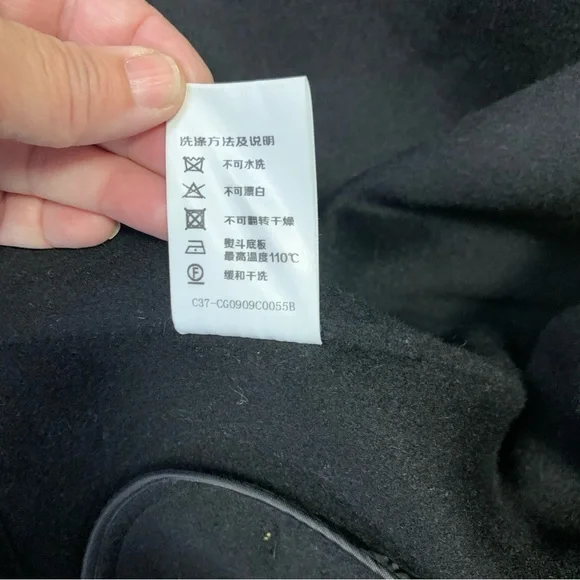 洗涤方法及说明
不可水洗
不可漂白
不可翻转干燥
熨斗底板
最高温度110℃
F 缓和干洗
C37-CG0909C0055B